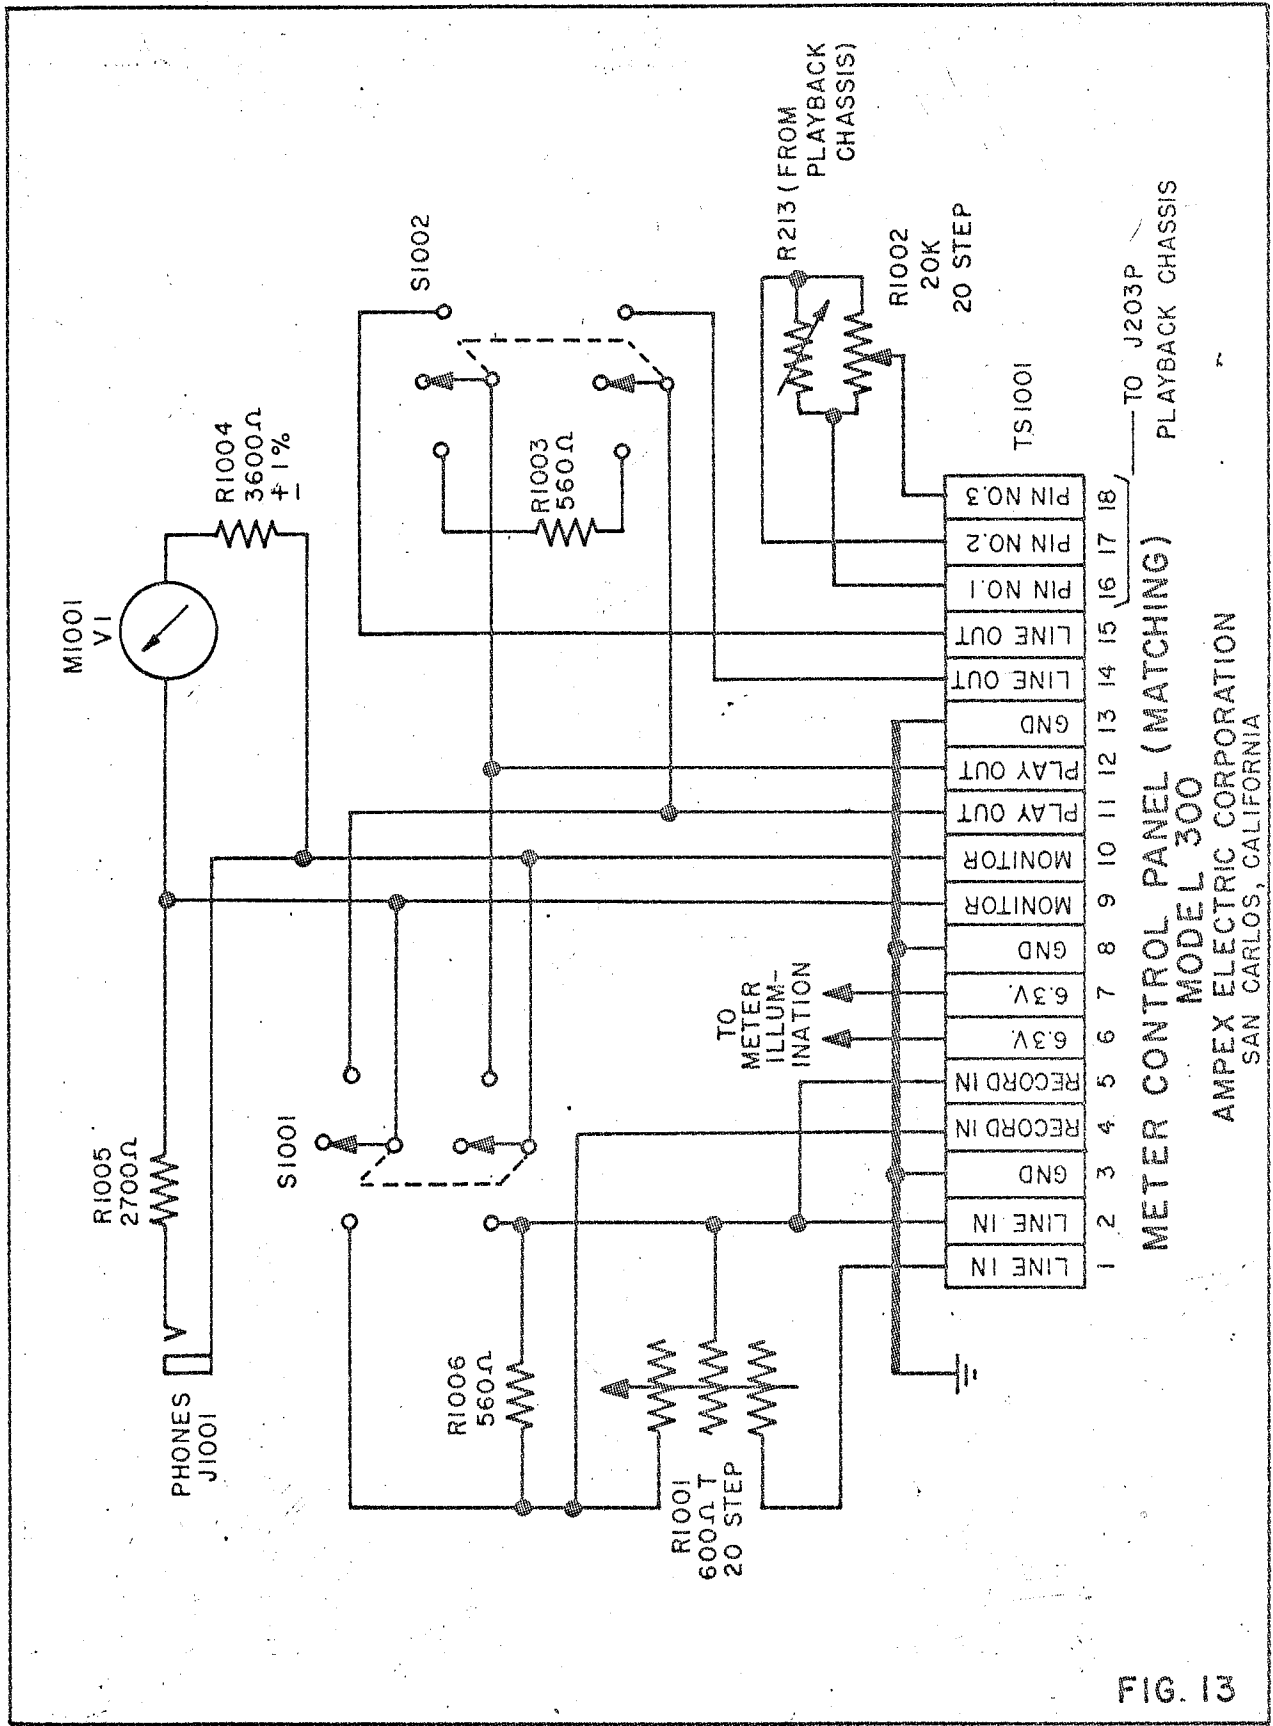 M1001
V1
R1004
3600Ω
± 1%
S1002
R1003
560Ω
R213 (FROM
PLAYBACK
CHASSIS)
R1002
20K
20 STEP
R1005
2700Ω
PHONES
J1001
S1001
R1006
560Ω
R1001
600Ω T
20 STEP
TO
METER
ILLUM-
INATION
TS1001
LINE IN
LINE IN
GND
RECORD IN
RECORD IN
6.3V.
6.3V.
GND
MONITOR
MONITOR
PLAY OUT
PLAY OUT
GND
LINE OUT
LINE OUT
PIN NO.1
PIN NO.2
PIN NO.3
1 2 3 4 5 6 7 8 9 10 11 12 13 14 15 16 17 18
TO J203P
PLAYBACK CHASSIS
METER CONTROL PANEL (MATCHING)
MODEL 300
AMPEX ELECTRIC CORPORATION
SAN CARLOS, CALIFORNIA
FIG. 13